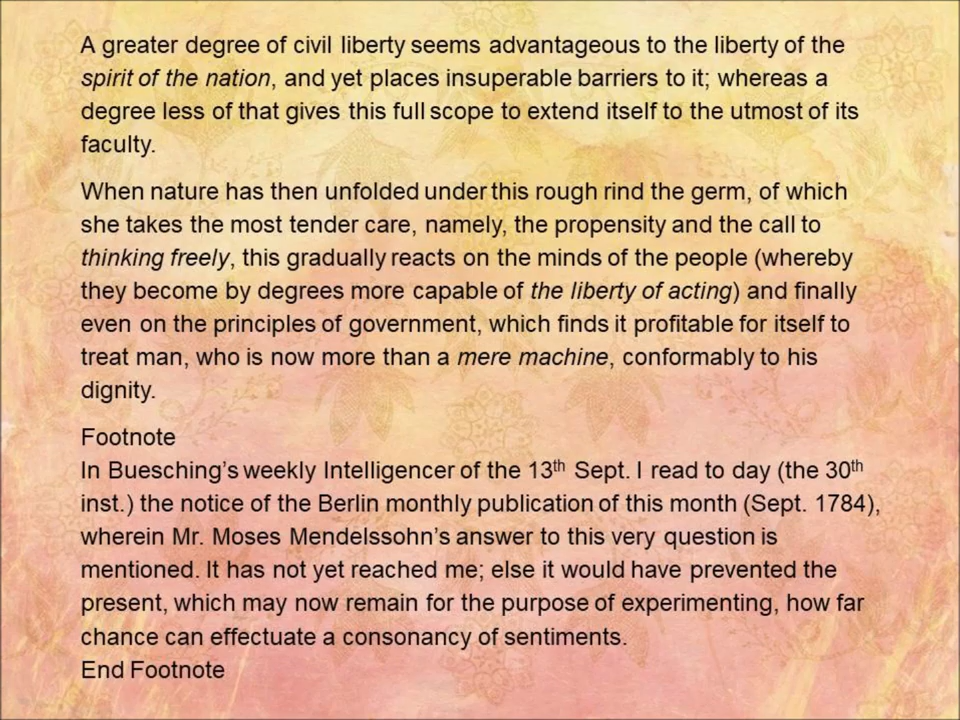 A greater degree of civil liberty seems advantageous to the liberty of the
spirit of the nation, and yet places insuperable barriers to it; whereas a
degree less of that gives this full scope to extend itself to the utmost of its
faculty.
When nature has then unfolded under this rough rind the germ, of which
she takes the most tender care, namely, the propensity and the call to
thinking freely, this gradually reacts on the minds of the people (whereby
they become by degrees more capable of the liberty of acting) and finally
even on the principles of government, which finds it profitable for itself to
treat man, who is now more than a mere machine, conformably to his
dignity.
Footnote
In Buesching’s weekly Intelligencer of the 13th Sept. I read to day (the 30th
inst.) the notice of the Berlin monthly publication of this month (Sept. 1784),
wherein Mr. Moses Mendelssohn’s answer to this very question is
mentioned. It has not yet reached me; else it would have prevented the
present, which may now remain for the purpose of experimenting, how far
chance can effectuate a consonancy of sentiments.
End Footnote